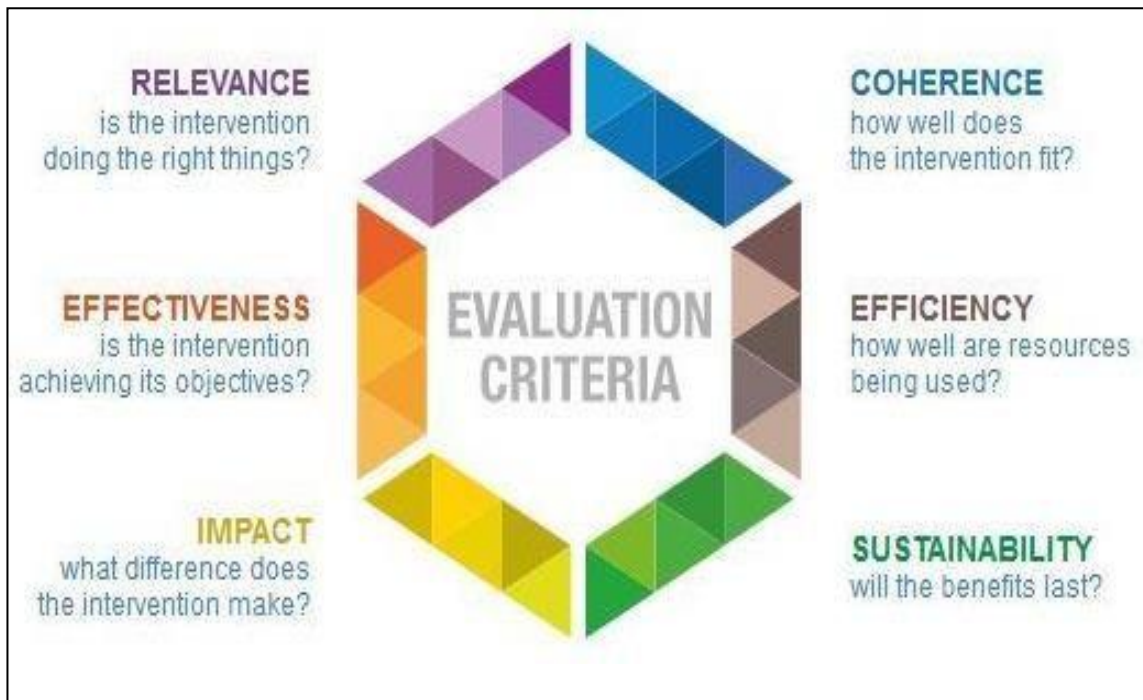 RELEVANCE
is the intervention
doing the right things?
COHERENCE
how well does
the intervention fit?
EFFECTIVENESS
is the intervention
achieving its objectives?
EVALUATION
CRITERIA
EFFICIENCY
how well are resources
being used?
IMPACT
what difference does
the intervention make?
SUSTAINABILITY
will the benefits last?